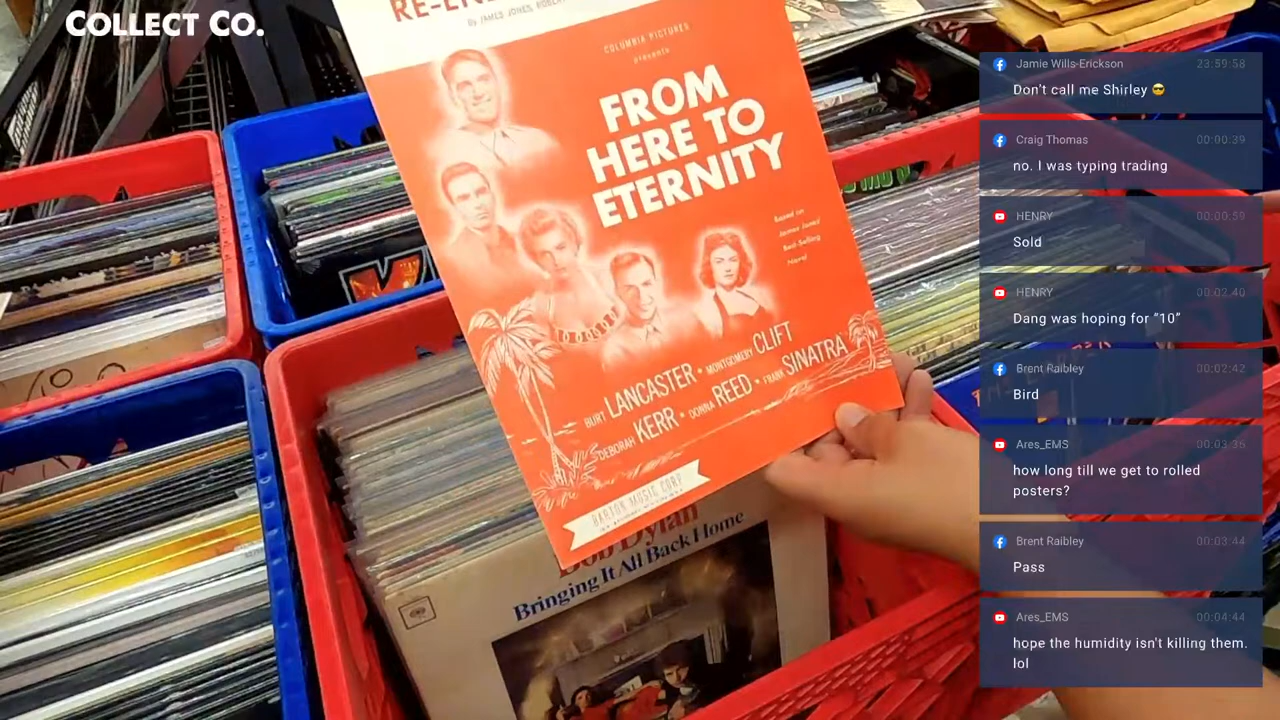 COLLECT CO.
By JAMES JONES,
COLUMBIA PICTURES
presents
FROM
HERE TO
ETERNITY
Based on
James Jones'
Best-Selling
Novel
BURT LANCASTER • MONTGOMERY CLIFT
DEBORAH KERR • DONNA REED • FRANK SINATRA
BARTON MUSIC CORP
Bob Dylan
Bringing It All Back Home
Jamie Wills-Erickson 23:59:58
Don't call me Shirley 😎
Craig Thomas 00:00:39
no. I was typing trading
HENRY 00:00:59
Sold
HENRY 00:02:40
Dang was hoping for "10"
Brent Raibley 00:02:42
Bird
Ares_EMS 00:03:36
how long till we get to rolled
posters?
Brent Raibley 00:03:44
Pass
Ares_EMS 00:04:44
hope the humidity isn't killing them.
lol